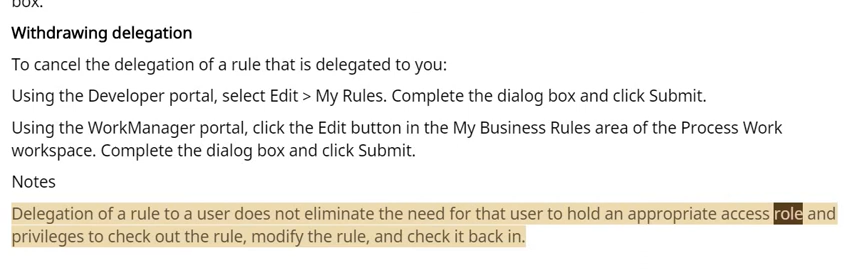 box.
Withdrawing delegation
To cancel the delegation of a rule that is delegated to you:
Using the Developer portal, select Edit > My Rules. Complete the dialog box and click Submit.
Using the WorkManager portal, click the Edit button in the My Business Rules area of the Process Work
workspace. Complete the dialog box and click Submit.
Notes
Delegation of a rule to a user does not eliminate the need for that user to hold an appropriate access role and
privileges to check out the rule, modify the rule, and check it back in.